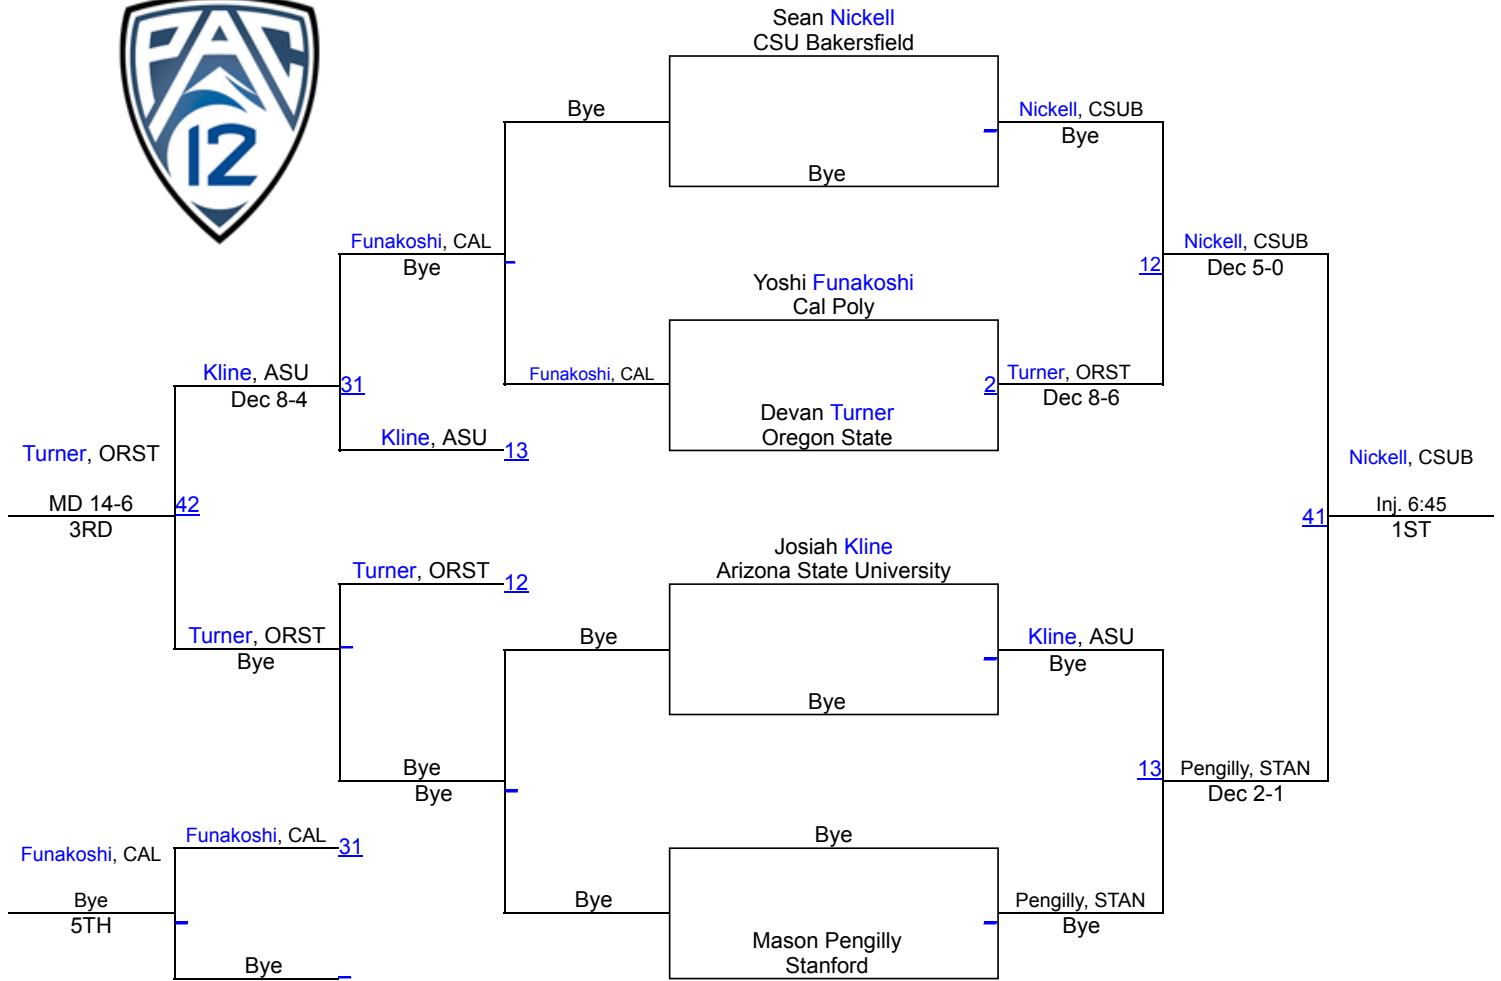 PAC
12
Sean Nickell
CSU Bakersfield
Bye
Nickell, CSUB
Bye
Bye
Funakoshi, CAL
Bye
Nickell, CSUB
12
Dec 5-0
Yoshi Funakoshi
Cal Poly
Funakoshi, CAL
2
Turner, ORST
Dec 8-6
Kline, ASU
31
Dec 8-4
Devan Turner
Oregon State
Kline, ASU
13
Turner, ORST
MD 14-6
42
3RD
Nickell, CSUB
Inj. 6:45
41
1ST
Josiah Kline
Arizona State University
Turner, ORST
12
Turner, ORST
Bye
Bye
Kline, ASU
Bye
Bye
Bye
Bye
13
Pengilly, STAN
Dec 2-1
Funakoshi, CAL
31
Funakoshi, CAL
Bye
5TH
Bye
Bye
Bye
Pengilly, STAN
Bye
Mason Pengilly
Stanford